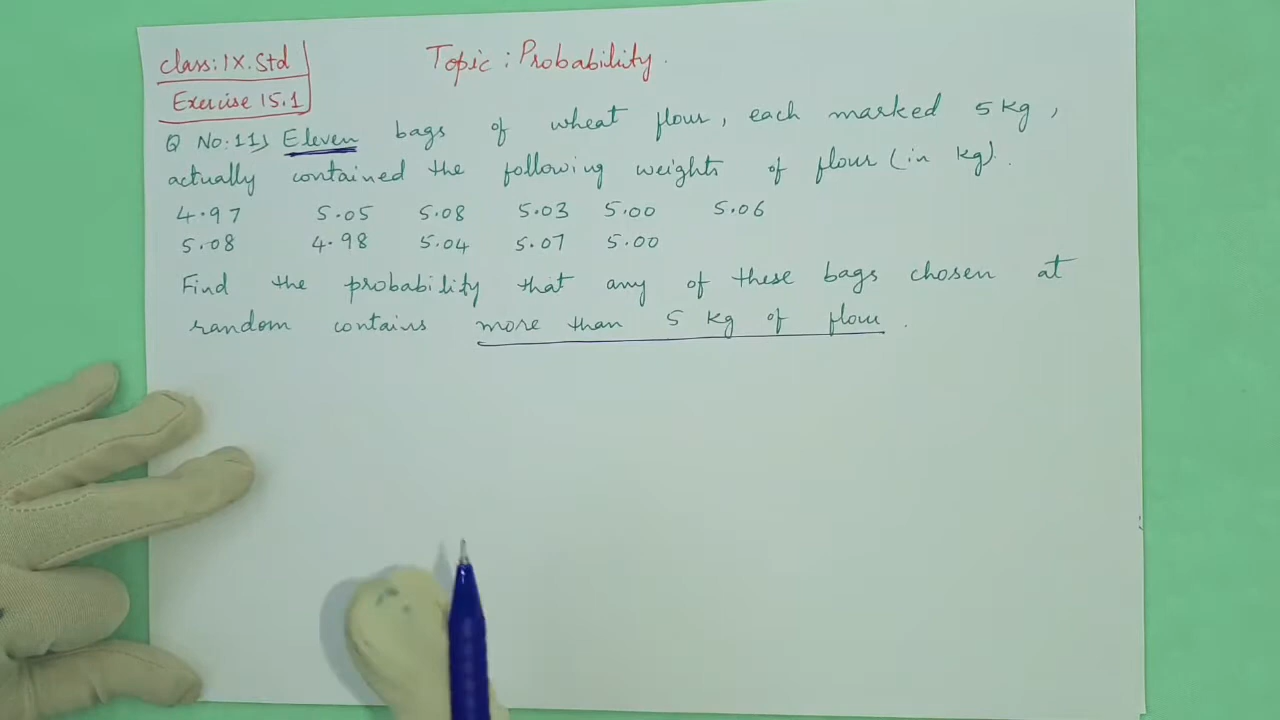 class: IX. Std
Topic : Probability.
Exercise 15.1
Q No: 11) Eleven bags of wheat flour, each marked 5 kg,
actually contained the following weights of flour (in kg).
4.97 5.05 5.08 5.03 5.00 5.06
5.08 4.98 5.04 5.07 5.00
Find the probability that any of these bags chosen at
random contains more than 5 kg of flour.